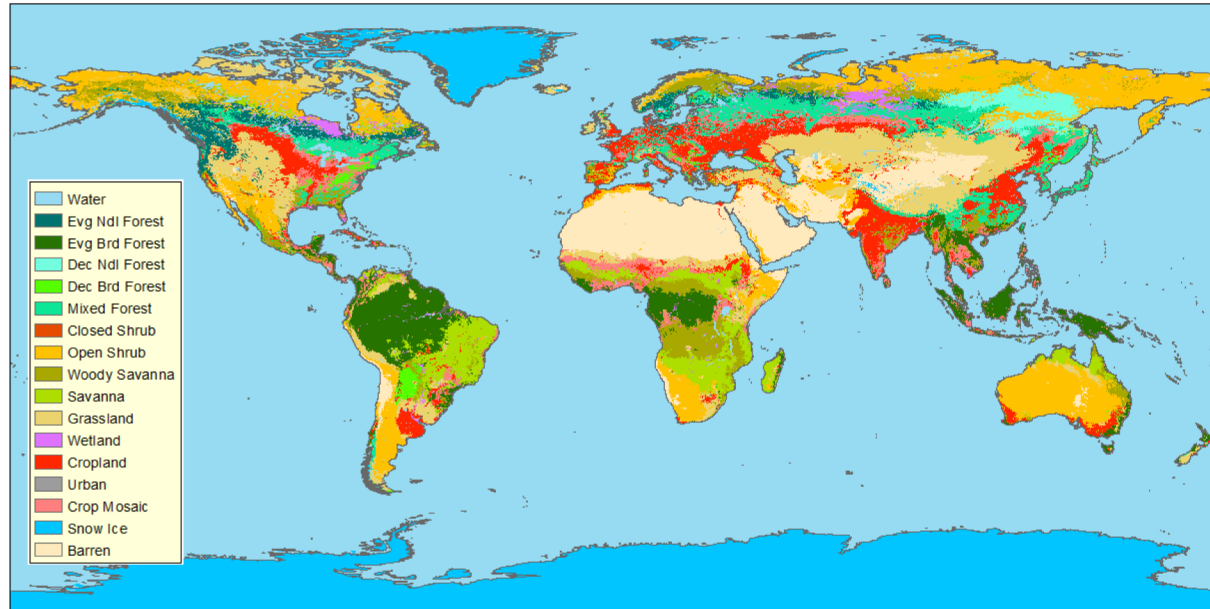 Water
Evg Ndl Forest
Evg Brd Forest
Dec Ndl Forest
Dec Brd Forest
Mixed Forest
Closed Shrub
Open Shrub
Woody Savanna
Savanna
Grassland
Wetland
Cropland
Urban
Crop Mosaic
Snow Ice
Barren